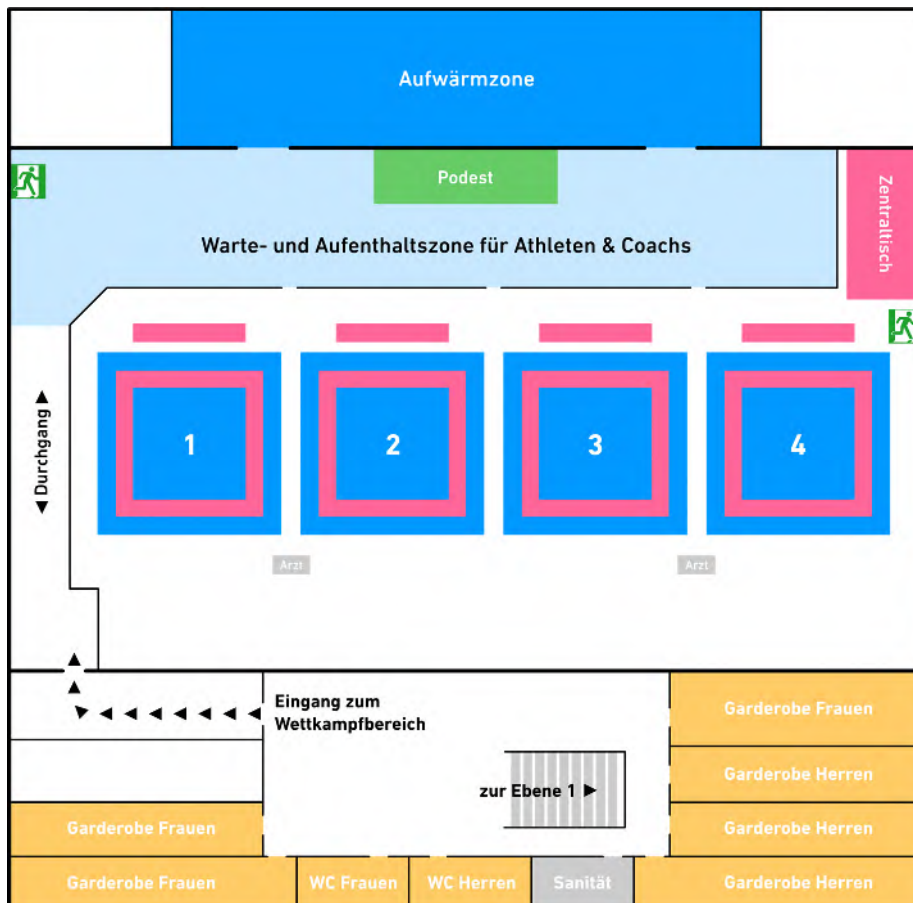 Aufwärmzone
Podest
Zentraltisch
Warte- und Aufenthaltszone für Athleten & Coachs
◄ Durchgang ►
1
2
3
4
Arzt
Arzt
Eingang zum
Wettkampfbereich
Garderobe Frauen
Garderobe Herren
zur Ebene 1 ►
Garderobe Frauen
Garderobe Herren
Garderobe Frauen
WC Frauen
WC Herren
Sanität
Garderobe Herren